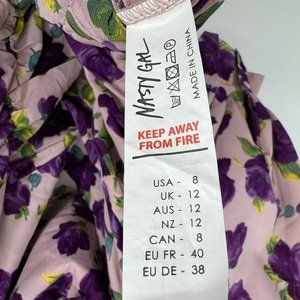 NASTY GAL
MADE IN CHINA
KEEP AWAY
FROM FIRE
USA - 8
UK - 12
AUS - 12
NZ - 12
CAN - 8
EU FR - 40
EU DE - 38